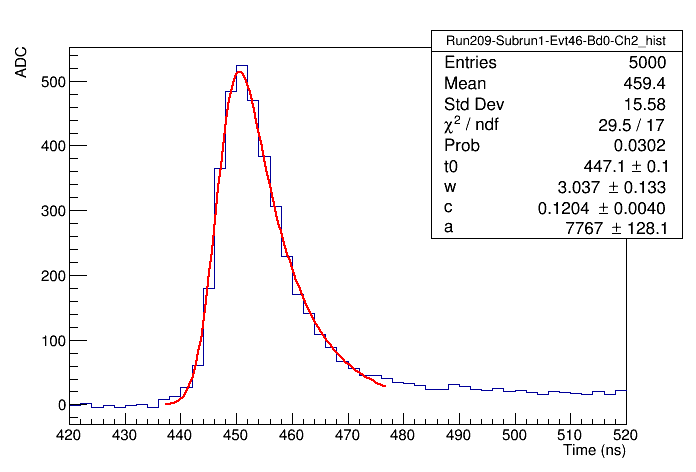 Run209-Subrun1-Evt46-Bd0-Ch2_hist
Entries 5000
Mean 459.4
Std Dev 15.58
χ² / ndf 29.5 / 17
Prob 0.0302
t0 447.1 ± 0.1
w 3.037 ± 0.133
c 0.1204 ± 0.0040
a 7767 ± 128.1
ADC
500
400
300
200
100
0
420 430 440 450 460 470 480 490 500 510 520
Time (ns)